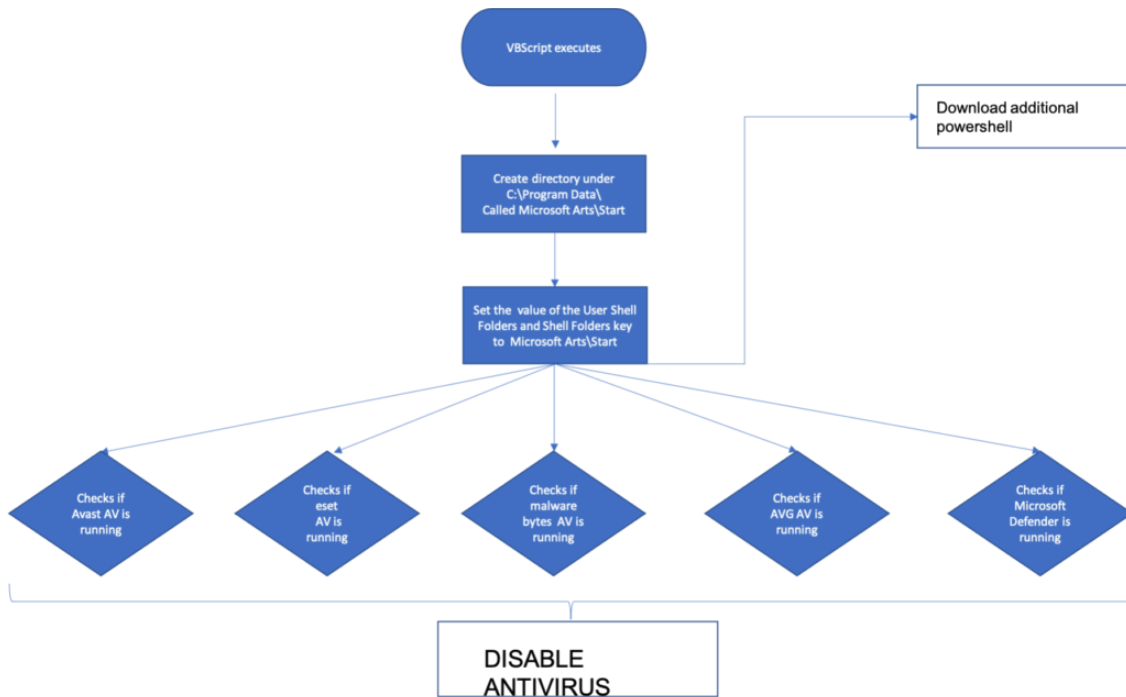 VBScript executes
Download additional
powershell
Create directory under
C:\Program Data\
Called Microsoft Arts\Start
Set the value of the User Shell
Folders and Shell Folders key
to Microsoft Arts\Start
Checks if
Avast AV is
running
Checks if
eset
AV is
running
Checks if
malware
bytes AV is
running
Checks if
AVG AV is
running
Checks if
Microsoft
Defender is
running
DISABLE
ANTIVIRUS